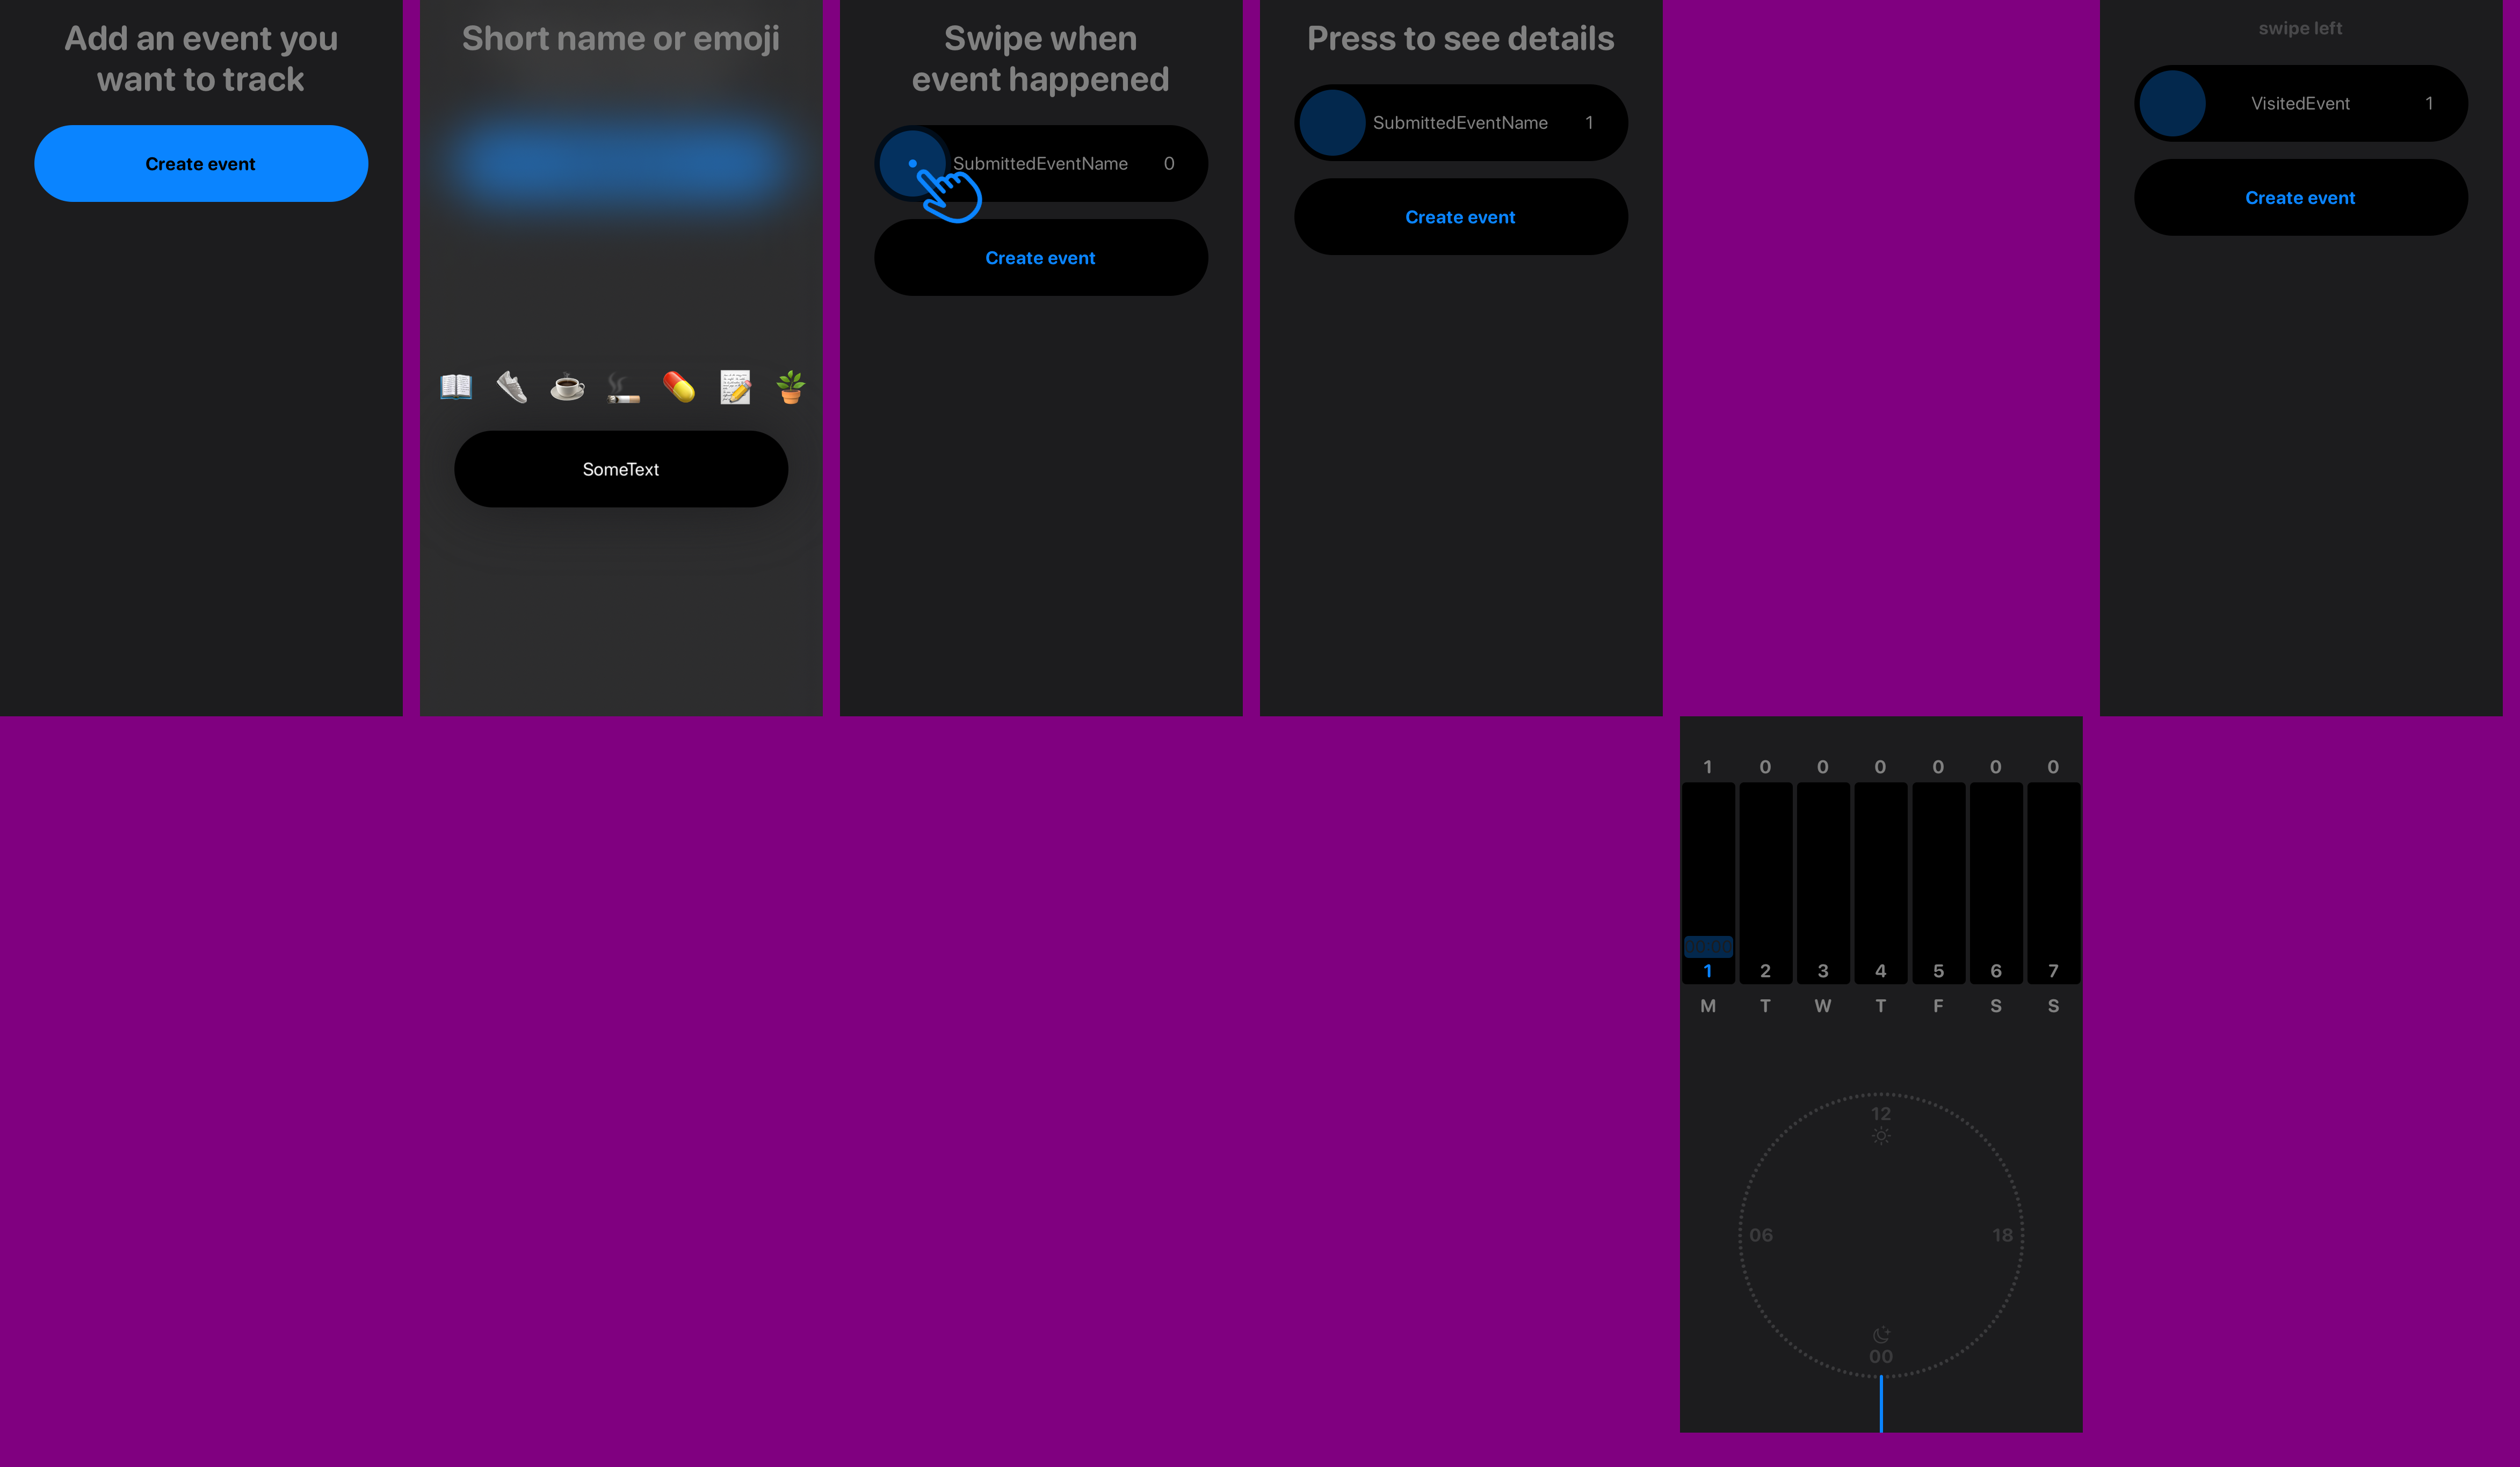 Add an event you
want to track
Create event
Short name or emoji
SomeText
Swipe when
event happened
SubmittedEventName 0
Create event
Press to see details
SubmittedEventName 1
Create event
swipe left
VisitedEvent 1
Create event
1 0 0 0 0 0 0
1 2 3 4 5 6 7
M T W T F S S
12
06 18
00